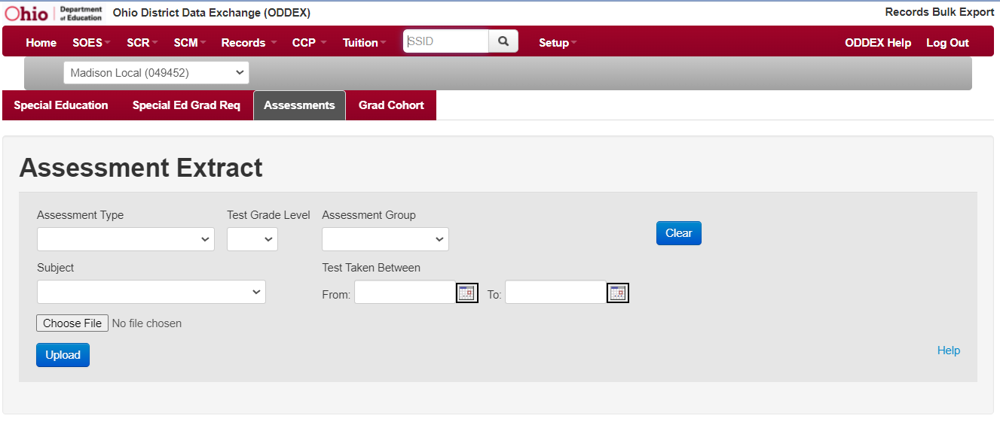 Ohio Department of Education Ohio District Data Exchange (ODDEX) Records Bulk Export
Home SOES SCR SCM Records CCP Tuition SSID Setup ODDEX Help Log Out
Madison Local (049452)
Special Education Special Ed Grad Req Assessments Grad Cohort
Assessment Extract
Assessment Type Test Grade Level Assessment Group
Clear
Subject Test Taken Between
From: To:
Choose File No file chosen
Upload Help